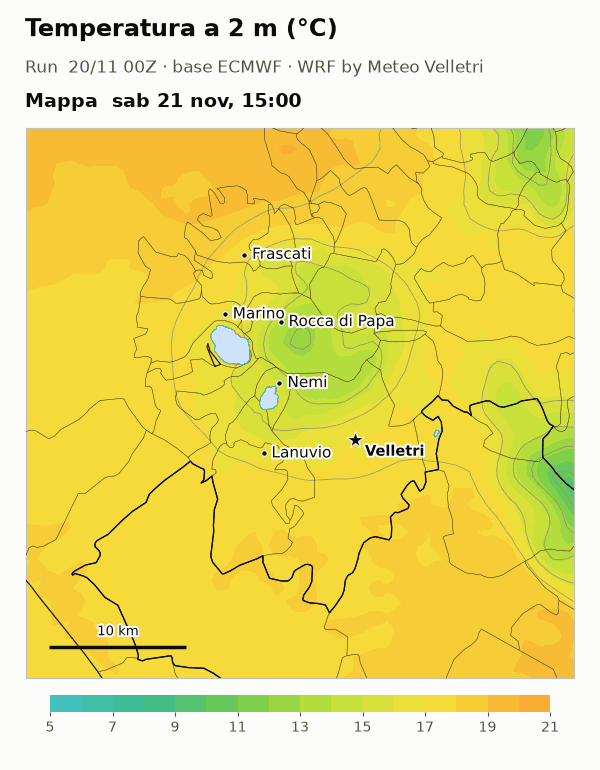 Temperatura a 2 m (°C)
Run  20/11 00Z · base ECMWF · WRF by Meteo Velletri
Mappa  sab 21 nov, 15:00
Frascati
Marino
Rocca di Papa
Nemi
Velletri
Lanuvio
10 km
5 7 9 11 13 15 17 19 21